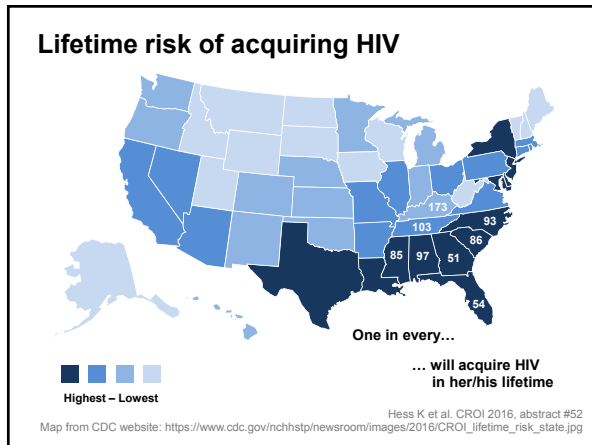 Lifetime risk of acquiring HIV
173
93
103
86
85
97
51
54
One in every…
… will acquire HIV
in her/his lifetime
Highest – Lowest
Hess K et al. CROI 2016, abstract #52
Map from CDC website: https://www.cdc.gov/nchhstp/newsroom/images/2016/CROI_lifetime_risk_state.jpg